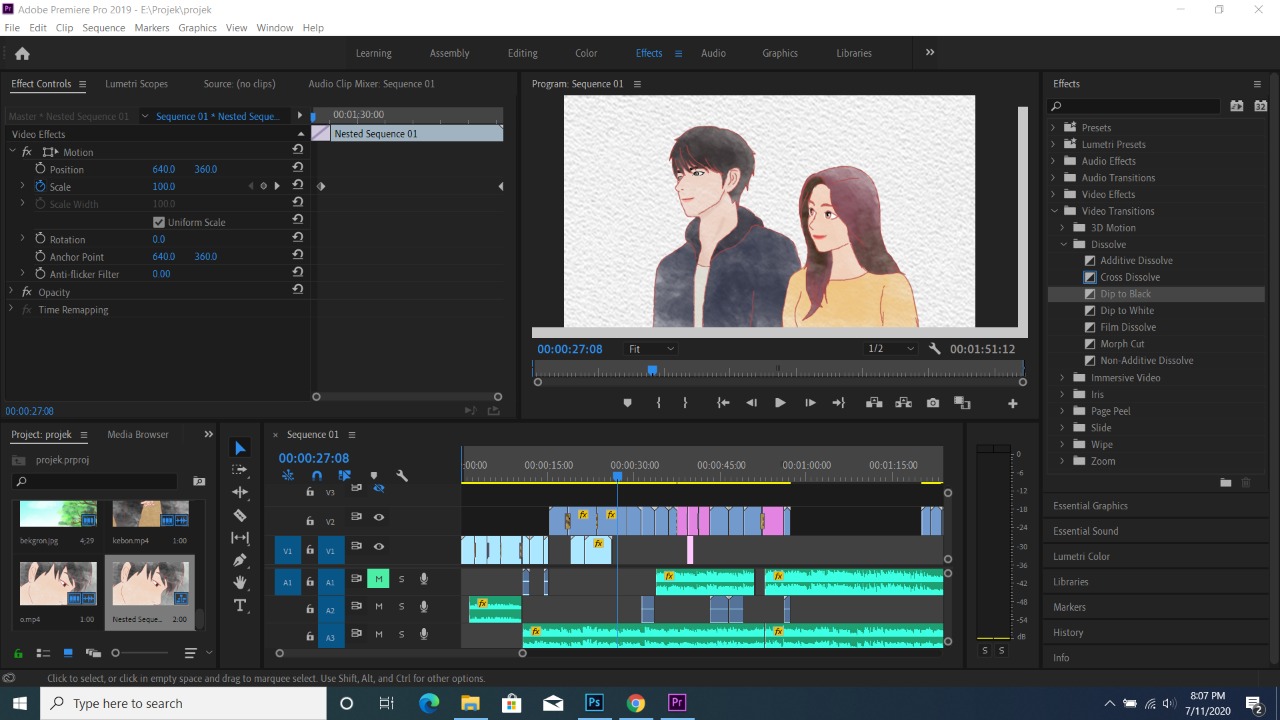 Pr Adobe Premiere Pro 2019 - E:\Projek\projek
File Edit Clip Sequence Markers Graphics View Window Help
Learning Assembly Editing Color Effects Audio Graphics Libraries
Effect Controls Lumetri Scopes Source: (no clips) Audio Clip Mixer: Sequence 01
Master * Nested Sequence 01 Sequence 01 * Nested Seque...
00:01:30:00
Video Effects Nested Sequence 01
fx Motion
Position 640.0 360.0
Scale 100.0
Scale Width 100.0
Uniform Scale
Rotation 0.0
Anchor Point 640.0 360.0
Anti-flicker Filter 0.00
fx Opacity
fx Time Remapping
00:00:27:08
Program: Sequence 01
00:00:27:08 Fit 1/2 00:01:51:12
Effects
Presets
Lumetri Presets
Audio Effects
Audio Transitions
Video Effects
Video Transitions
3D Motion
Dissolve
Additive Dissolve
Cross Dissolve
Dip to Black
Dip to White
Film Dissolve
Morph Cut
Non-Additive Dissolve
Immersive Video
Iris
Page Peel
Slide
Wipe
Zoom
Essential Graphics
Essential Sound
Lumetri Color
Libraries
Markers
History
Info
Project: projek Media Browser
projek.prproj
bekgron.jpg 4;29 kebon.mp4 1:00
o.mp4 1:00 Nested Seque... 2:00
× Sequence 01
00:00:27:08
:00:00 00:00:15:00 00:00:30:00 00:00:45:00 00:01:00:00 00:01:15:00
V3
V2 fx fx
V1 V1 fx
A1 A1 M S fx fx
A2 M S fx
A3 M S fx fx
0
-6
-12
-18
-24
-30
-36
-42
-48
-54
dB
S S
Click to select, or click in empty space and drag to marquee select. Use Shift, Alt, and Ctrl for other options.
Type here to search Ps Pr 8:07 PM
7/11/2020 2